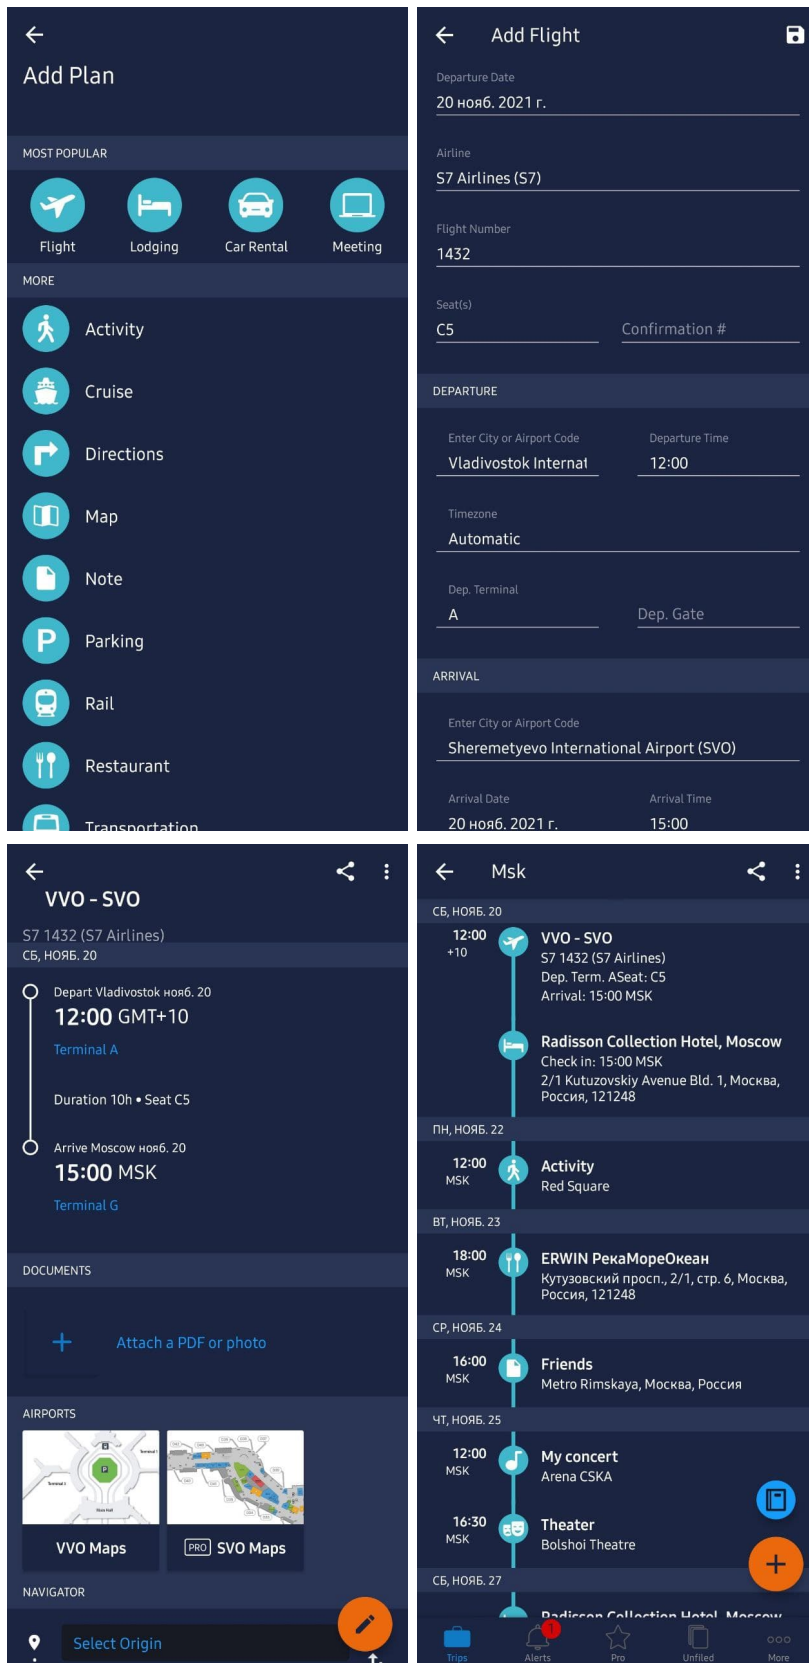 Add Plan
MOST POPULAR
Flight
Lodging
Car Rental
Meeting
MORE
Activity
Cruise
Directions
Map
Note
P Parking
Rail
Restaurant
Transportation
Add Flight
Departure Date
20 нояб. 2021 г.
Airline
S7 Airlines (S7)
Flight Number
1432
Seat(s)
C5 Confirmation #
DEPARTURE
Enter City or Airport Code Departure Time
Vladivostok Internat 12:00
Timezone
Automatic
Dep. Terminal
A Dep. Gate
ARRIVAL
Enter City or Airport Code
Sheremetyevo International Airport (SVO)
Arrival Date Arrival Time
20 нояб. 2021 г. 15:00
VVO - SVO
S7 1432 (S7 Airlines)
СБ, НОЯБ. 20
Depart Vladivostok нояб. 20
12:00 GMT+10
Terminal A
Duration 10h • Seat C5
Arrive Moscow нояб. 20
15:00 MSK
Terminal G
DOCUMENTS
+ Attach a PDF or photo
AIRPORTS
VVO Maps
PRO SVO Maps
NAVIGATOR
Select Origin
Msk
СБ, НОЯБ. 20
12:00 VVO - SVO
+10 S7 1432 (S7 Airlines)
Dep. Term. ASeat: C5
Arrival: 15:00 MSK
Radisson Collection Hotel, Moscow
Check in: 15:00 MSK
2/1 Kutuzovskiy Avenue Bld. 1, Москва,
Россия, 121248
ПН, НОЯБ. 22
12:00 Activity
MSK Red Square
ВТ, НОЯБ. 23
18:00 ERWIN РекаМореОкеан
MSK Кутузовский просп., 2/1, стр. 6, Москва,
Россия, 121248
СР, НОЯБ. 24
16:00 Friends
MSK Metro Rimskaya, Москва, Россия
ЧТ, НОЯБ. 25
12:00 My concert
MSK Arena CSKA
16:30 Theater
MSK Bolshoi Theatre
СБ, НОЯБ. 27
Radisson Collection Hotel, Moscow
1
Trips Alerts Pro Unfiled More